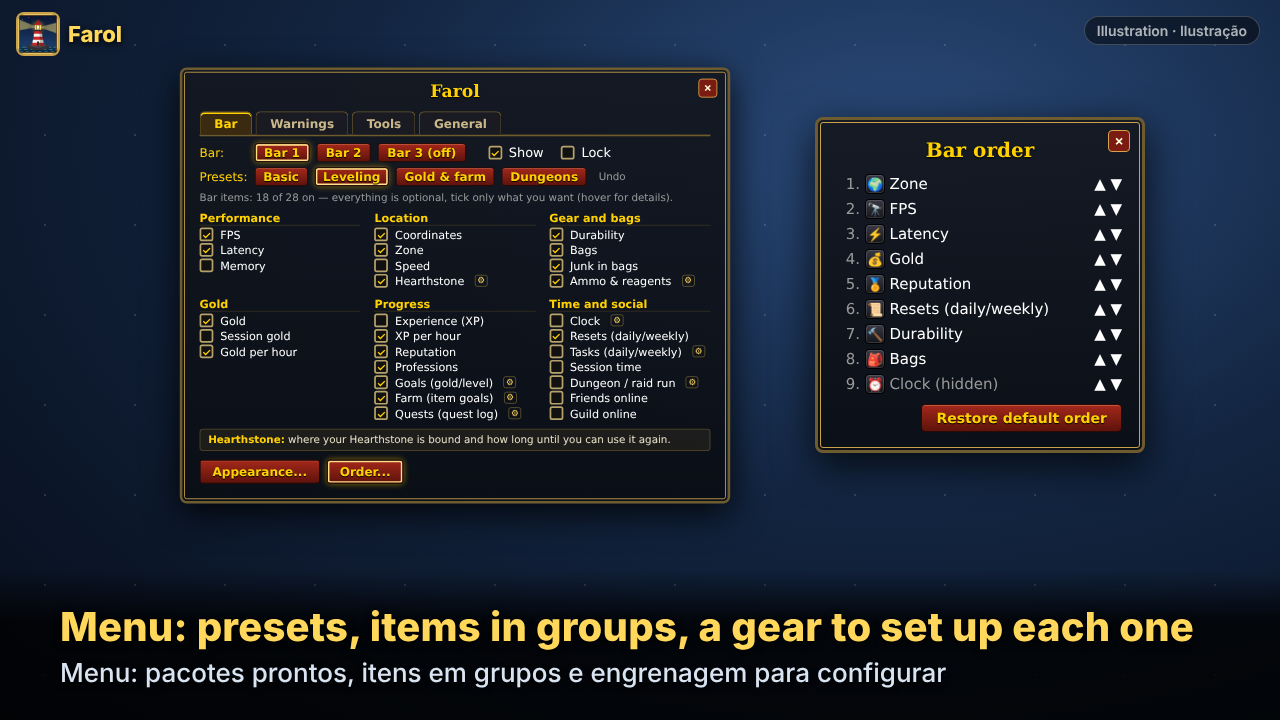 Farol
Illustration · Ilustração
Farol
Bar
Warnings
Tools
General
Bar: Bar 1 Bar 2 Bar 3 (off) Show Lock
Presets: Basic Leveling Gold & farm Dungeons Undo
Bar items: 18 of 28 on — everything is optional, tick only what you want (hover for details).
Performance
FPS
Latency
Memory
Location
Coordinates
Zone
Speed
Hearthstone
Gear and bags
Durability
Bags
Junk in bags
Ammo & reagents
Gold
Gold
Session gold
Gold per hour
Progress
Experience (XP)
XP per hour
Reputation
Professions
Goals (gold/level)
Farm (item goals)
Quests (quest log)
Time and social
Clock
Resets (daily/weekly)
Tasks (daily/weekly)
Session time
Dungeon / raid run
Friends online
Guild online
Hearthstone: where your Hearthstone is bound and how long until you can use it again.
Appearance... Order...
Bar order
1. Zone
2. FPS
3. Latency
4. Gold
5. Reputation
6. Resets (daily/weekly)
7. Durability
8. Bags
9. Clock (hidden)
Restore default order
Menu: presets, items in groups, a gear to set up each one
Menu: pacotes prontos, itens em grupos e engrenagem para configurar